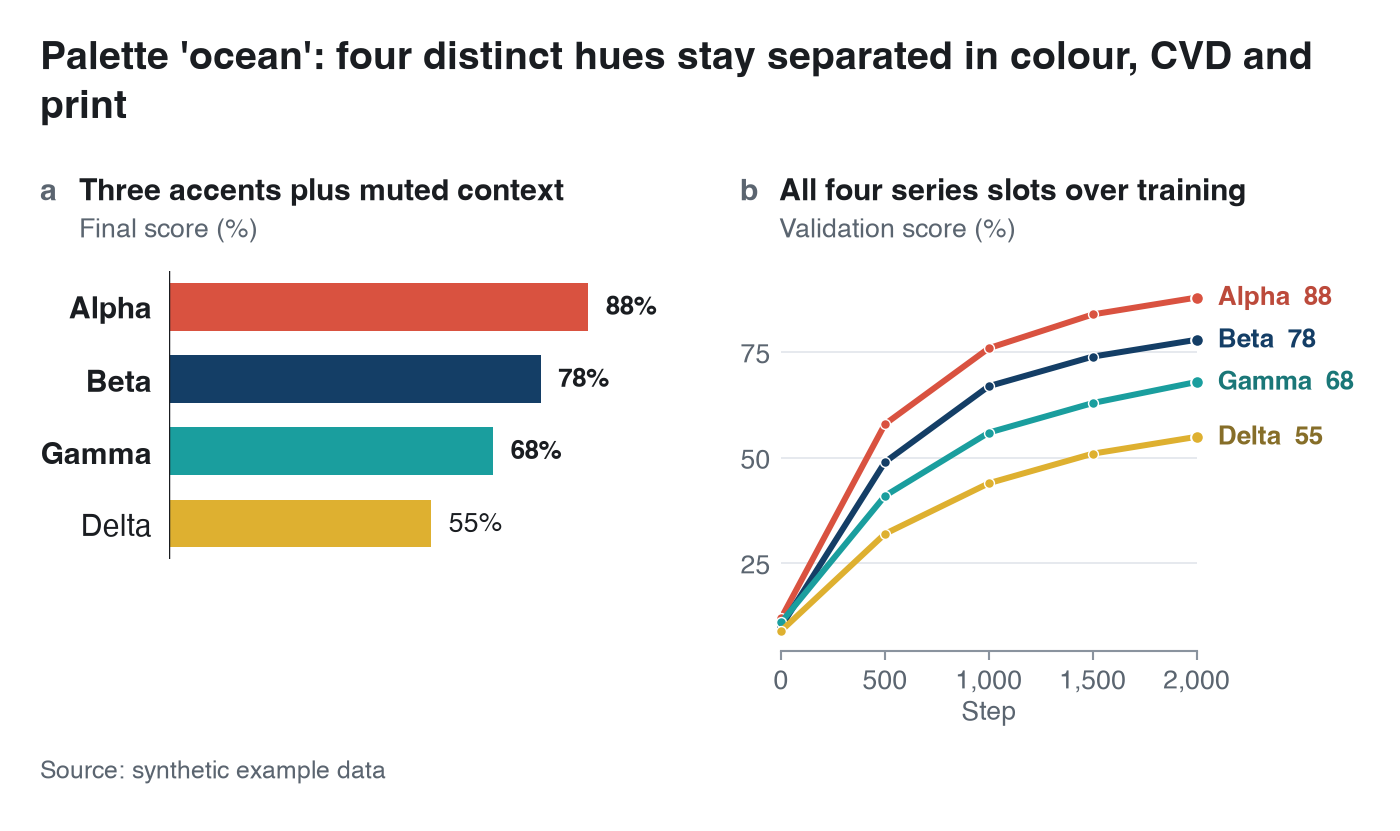 Palette 'ocean': four distinct hues stay separated in colour, CVD and
print
a Three accents plus muted context
Final score (%)
Alpha 88%
Beta 78%
Gamma 68%
Delta 55%
b All four series slots over training
Validation score (%)
Alpha 88
Beta 78
Gamma 68
Delta 55
75
50
25
0 500 1,000 1,500 2,000
Step
Source: synthetic example data